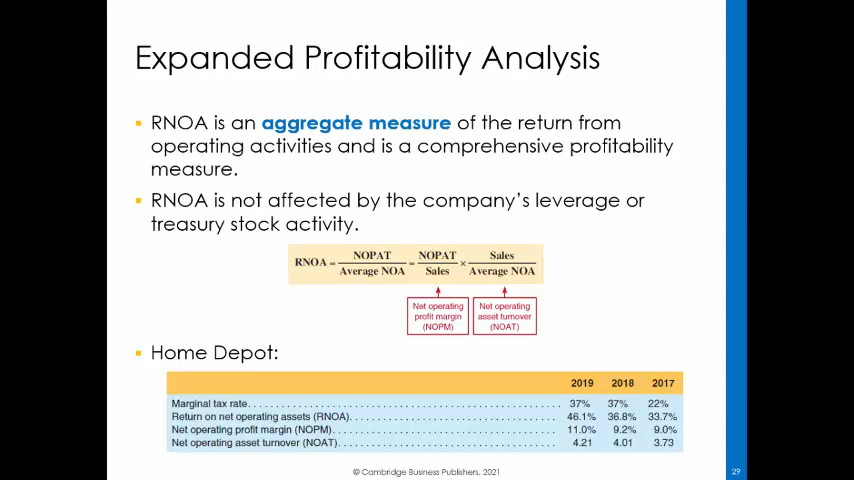 Expanded Profitability Analysis
▪ RNOA is an aggregate measure of the return from
operating activities and is a comprehensive profitability
measure.
▪ RNOA is not affected by the company's leverage or
treasury stock activity.
RNOA = NOPAT / Average NOA = NOPAT / Sales × Sales / Average NOA
Net operating profit margin (NOPM)
Net operating asset turnover (NOAT)
▪ Home Depot:
2019 2018 2017
Marginal tax rate 37% 37% 22%
Return on net operating assets (RNOA) 46.1% 36.8% 33.7%
Net operating profit margin (NOPM) 11.0% 9.2% 9.0%
Net operating asset turnover (NOAT) 4.21 4.01 3.73
© Cambridge Business Publishers, 2021
29